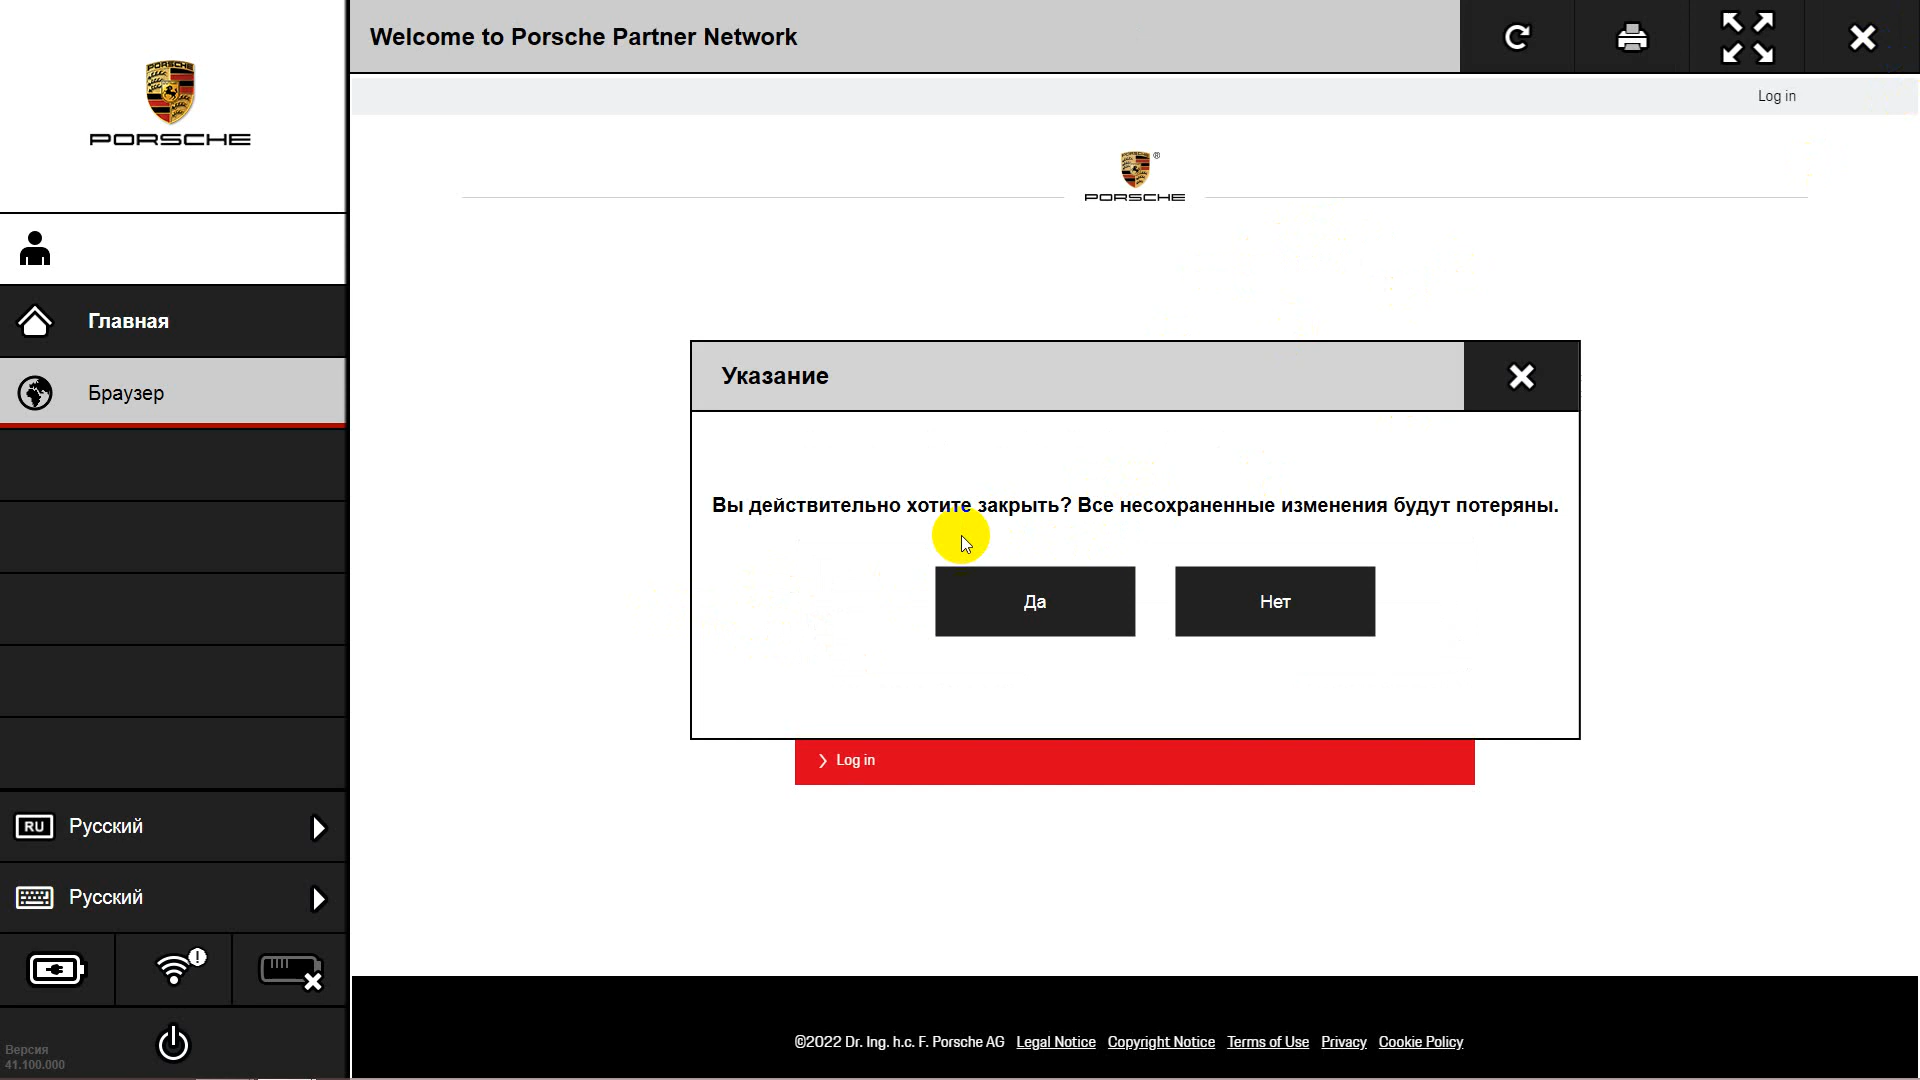 Welcome to Porsche Partner Network
PORSCHE
PORSCHE
Log in
PORSCHE
PORSCHE
®
Главная
Браузер
Указание
Вы действительно хотите закрыть? Все несохраненные изменения будут потеряны.
Да
Нет
Log in
RU Русский
Русский
Версия
41.100.000
©2022 Dr. Ing. h.c. F. Porsche AG Legal Notice Copyright Notice Terms of Use Privacy Cookie Policy